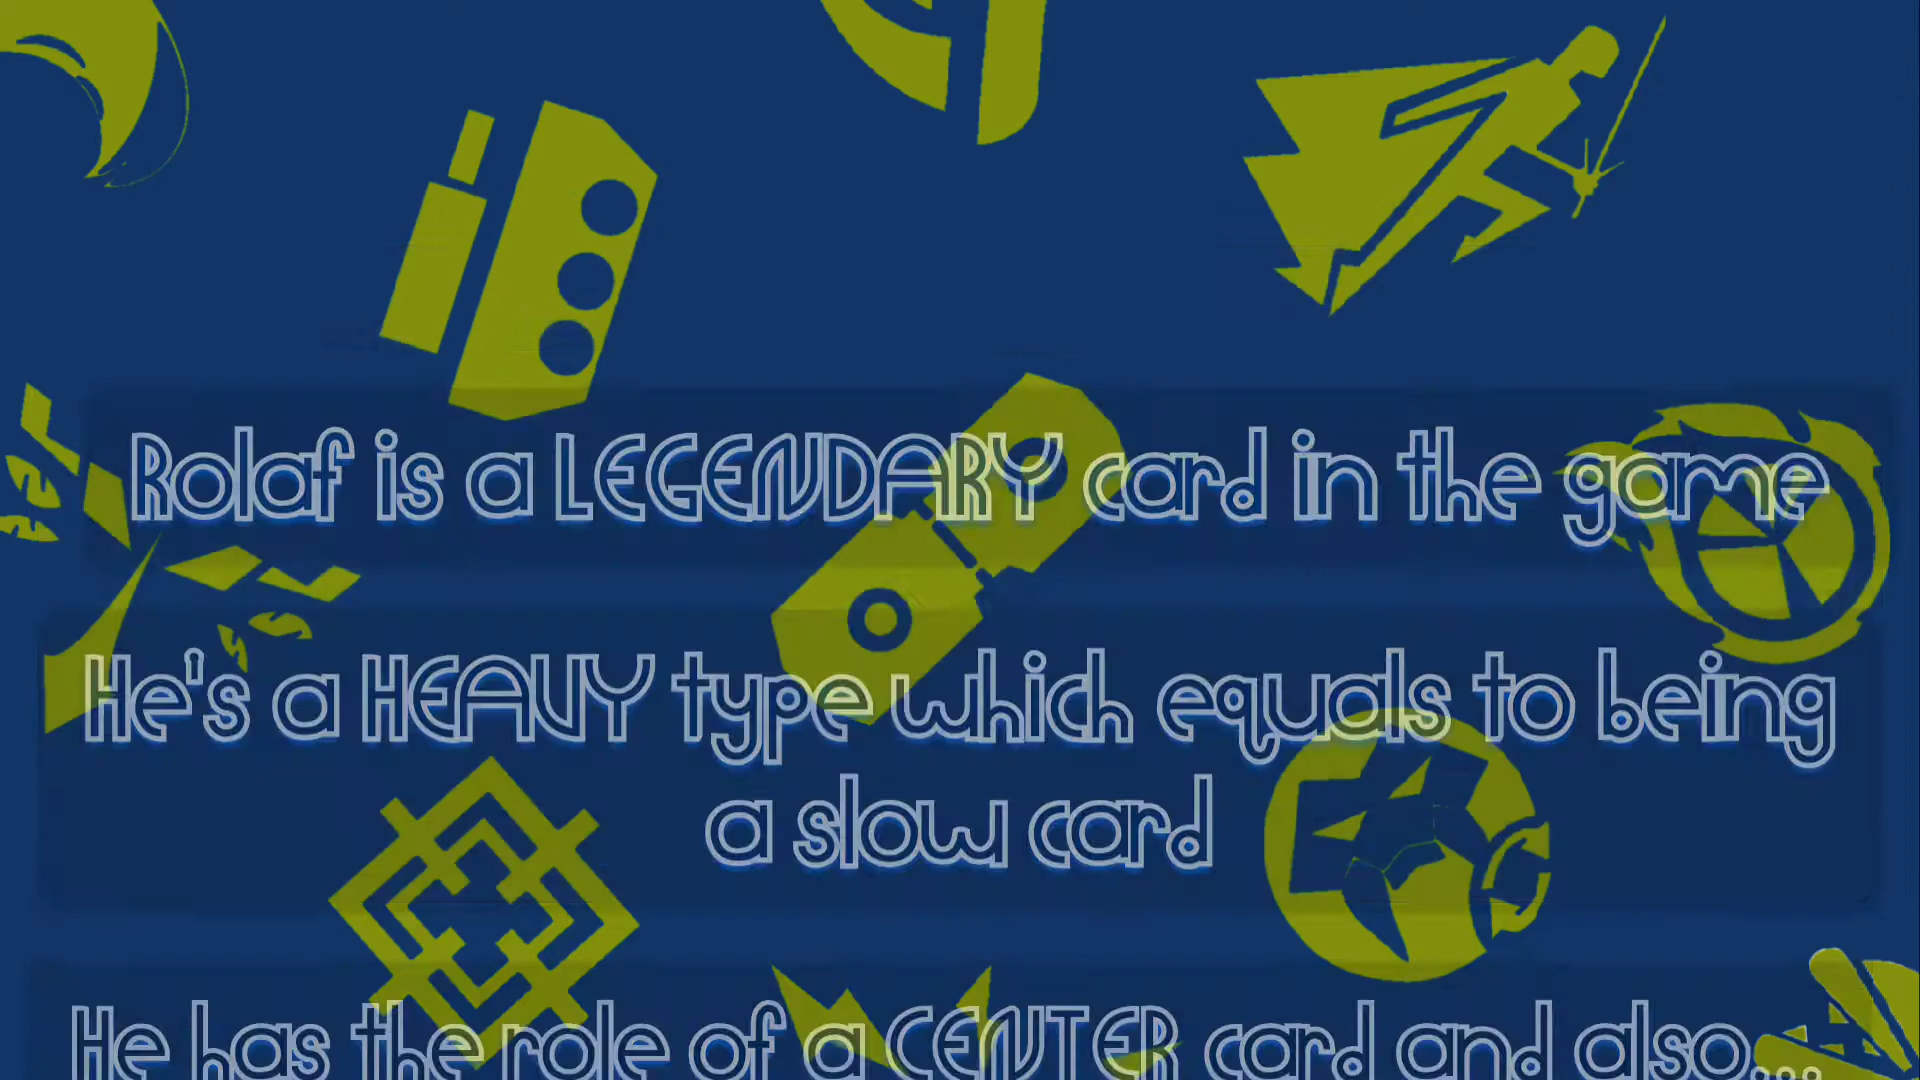 Rolaf is a LEGENDARY card in the game
He's a HEAVY type which equals to being
a slow card
He has the role of a CENTER card and also...